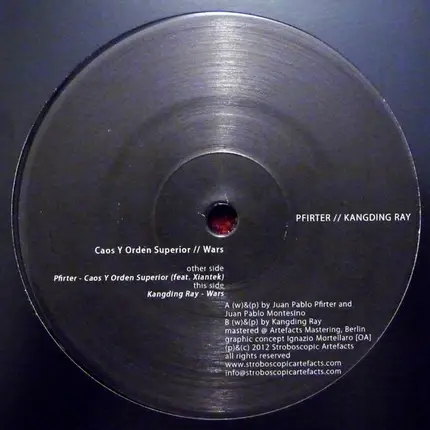 PFIRTER // KANGDING RAY
Caos Y Orden Superior // Wars
other side
Pfirter - Caos Y Orden Superior (feat. Xiantek)
this side
Kangding Ray - Wars
A (w)&(p) by Juan Pablo Pfirter and
Juan Pablo Montesino
B (w)&(p) by Kangding Ray
mastered @ Artefacts Mastering, Berlin
graphic concept Ignazio Mortellaro [OA]
(p)&(c) 2012 Stroboscopic Artefacts
all rights reserved
www.stroboscopicartefacts.com
info@stroboscopicartefacts.com